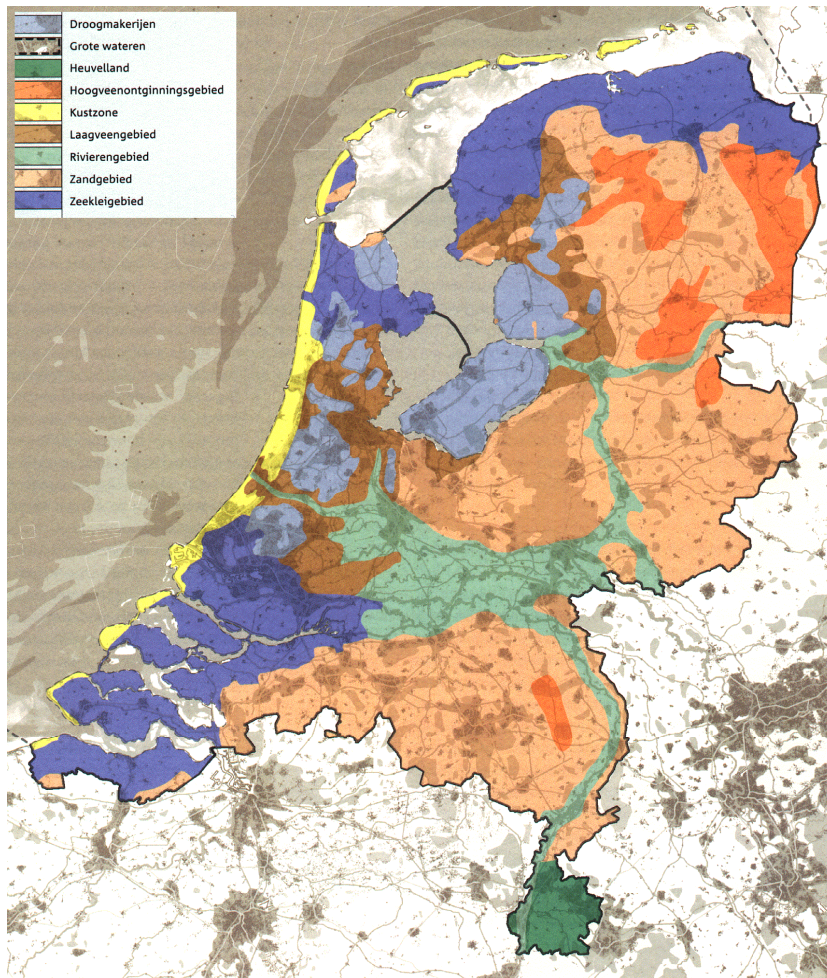 Droogmakerijen
Grote wateren
Heuvelland
Hoogveenontginningsgebied
Kustzone
Laagveengebied
Rivierengebied
Zandgebied
Zeekleigebied